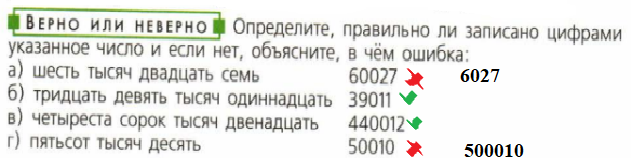 ВЕРНО ИЛИ НЕВЕРНО Определите, правильно ли записано цифрами
указанное число и если нет, объясните, в чём ошибка:
а) шесть тысяч двадцать семь 60027 6027
б) тридцать девять тысяч одиннадцать 39011
в) четыреста сорок тысяч двенадцать 440012
г) пятьсот тысяч десять 50010 500010